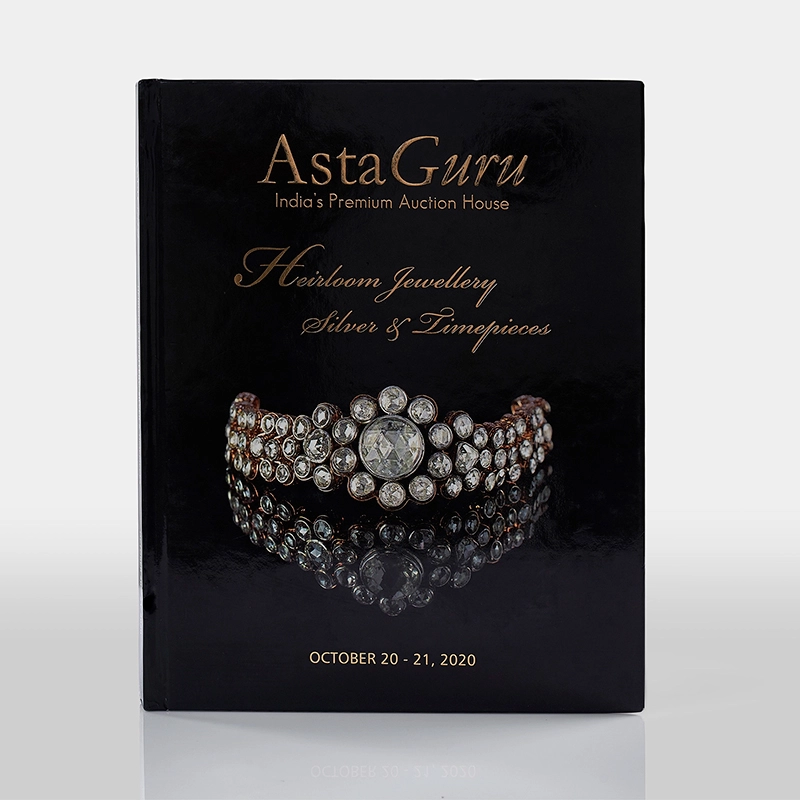 AstaGuru
India's Premium Auction House
Heirloom Jewellery
Silver & Timepieces
OCTOBER 20 - 21, 2020